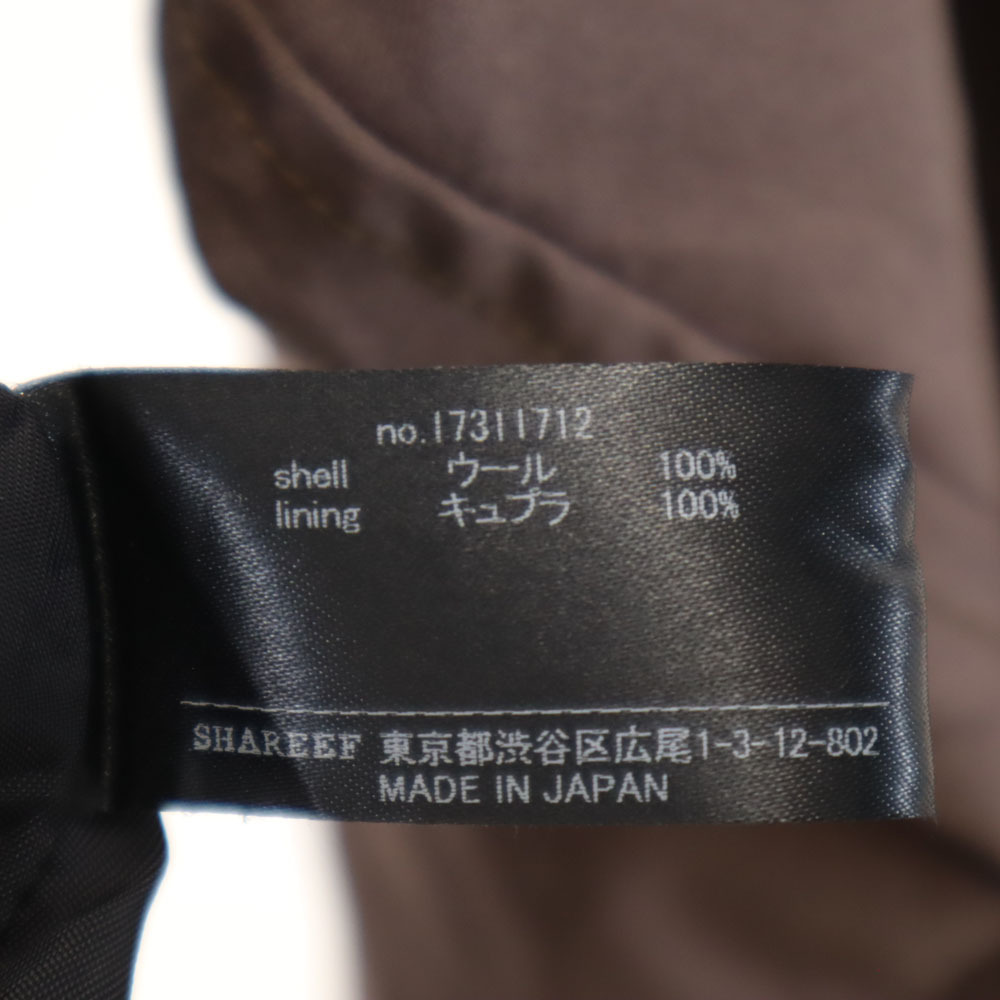 no.17311712
shell ウール 100%
lining キュプラ 100%
SHAREEF 東京都渋谷区広尾1-3-12-802
MADE IN JAPAN